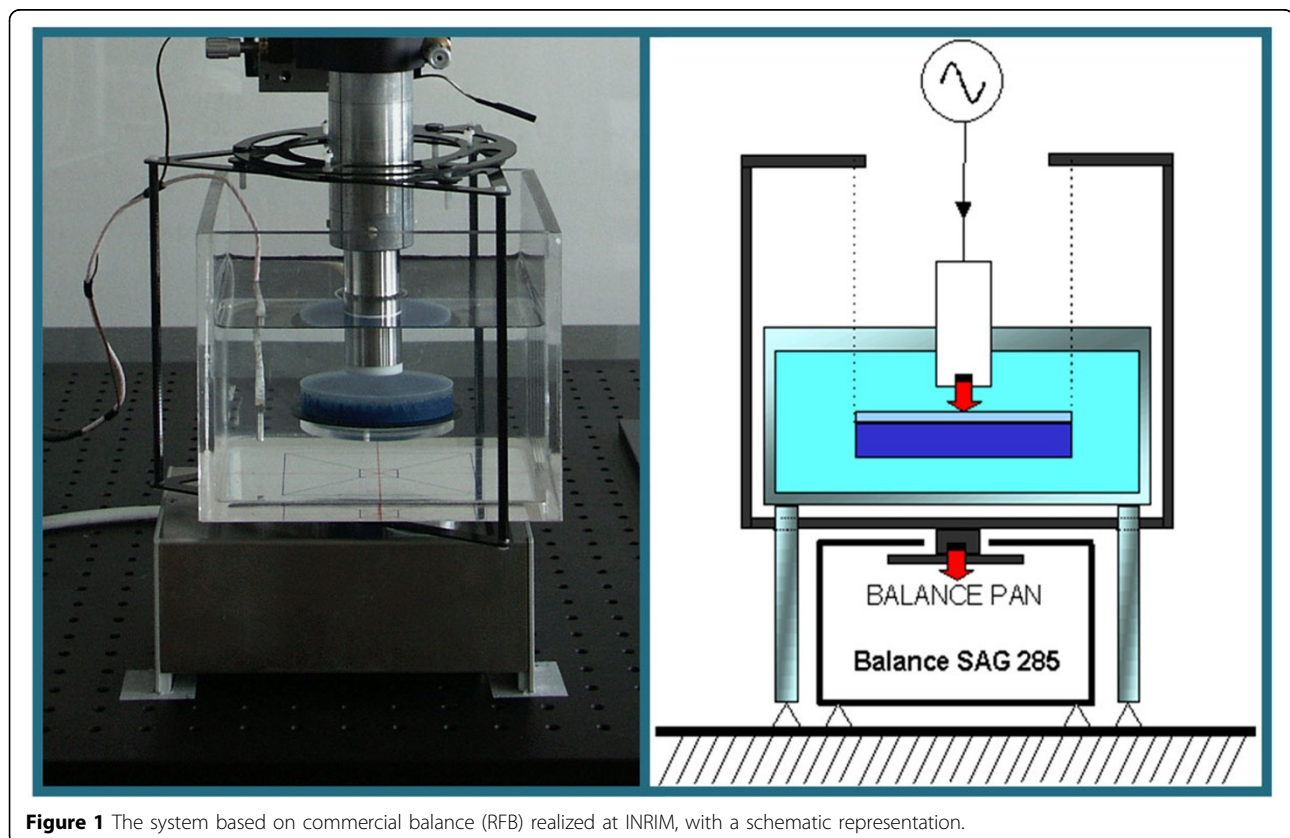 BALANCE PAN
Balance SAG 285
Figure 1 The system based on commercial balance (RFB) realized at INRIM, with a schematic representation.